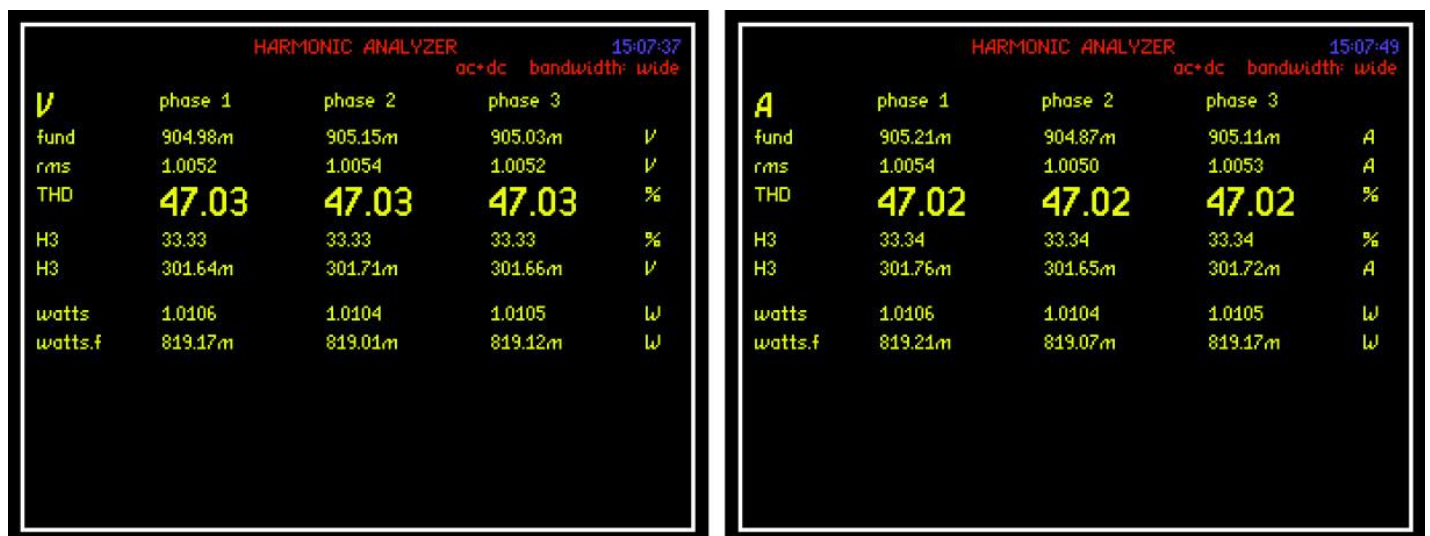 HARMONIC ANALYZER 15:07:37
ac+dc bandwidth: wide
V phase 1 phase 2 phase 3
fund 904.98m 905.15m 905.03m V
rms 1.0052 1.0054 1.0052 V
THD 47.03 47.03 47.03 %
H3 33.33 33.33 33.33 %
H3 301.64m 301.71m 301.66m V
watts 1.0106 1.0104 1.0105 W
watts.f 819.17m 819.01m 819.12m W
HARMONIC ANALYZER 15:07:49
ac+dc bandwidth: wide
A phase 1 phase 2 phase 3
fund 905.21m 904.87m 905.11m A
rms 1.0054 1.0050 1.0053 A
THD 47.02 47.02 47.02 %
H3 33.34 33.34 33.34 %
H3 301.76m 301.65m 301.72m A
watts 1.0106 1.0104 1.0105 W
watts.f 819.21m 819.07m 819.17m W